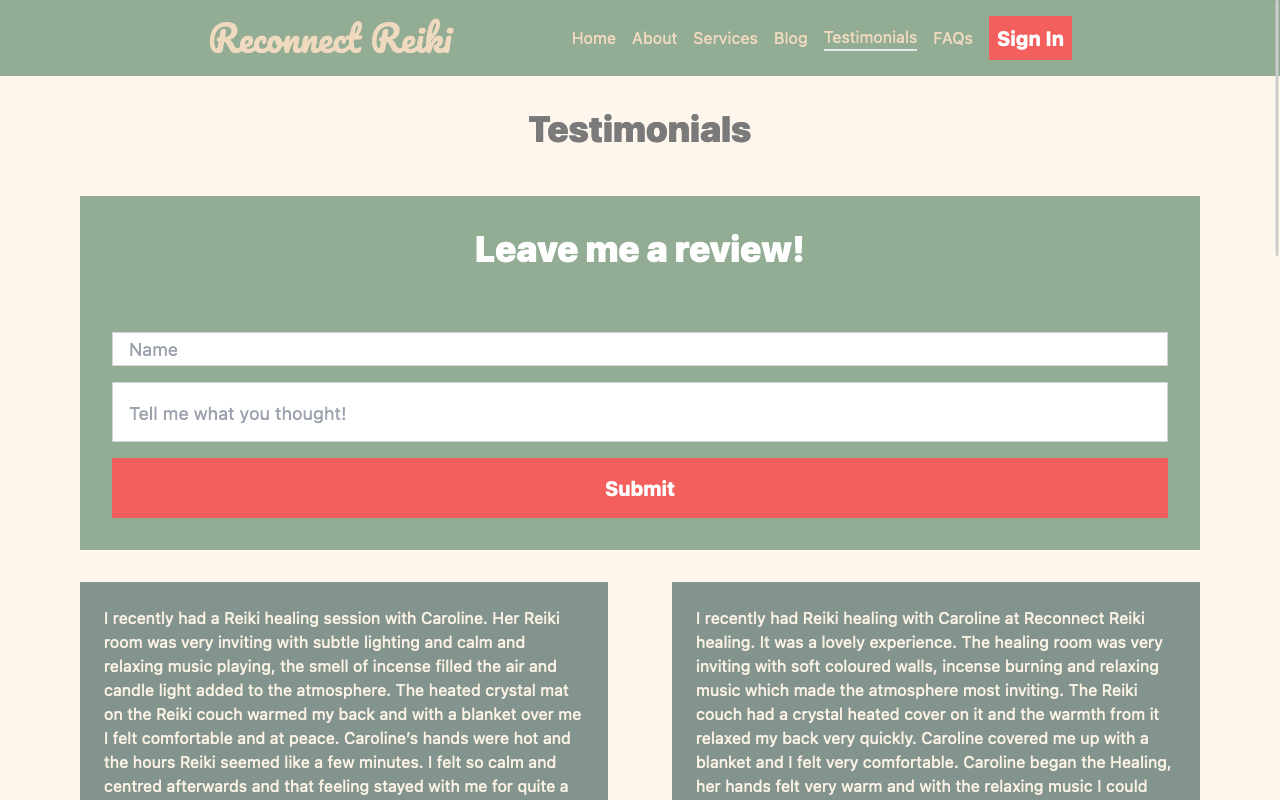 Reconnect Reiki
Home About Services Blog Testimonials FAQs Sign In
Testimonials
Leave me a review!
Name
Tell me what you thought!
Submit
I recently had a Reiki healing session with Caroline. Her Reiki
room was very inviting with subtle lighting and calm and
relaxing music playing, the smell of incense filled the air and
candle light added to the atmosphere. The heated crystal mat
on the Reiki couch warmed my back and with a blanket over me
I felt comfortable and at peace. Caroline’s hands were hot and
the hours Reiki seemed like a few minutes. I felt so calm and
centred afterwards and that feeling stayed with me for quite a
I recently had Reiki healing with Caroline at Reconnect Reiki
healing. It was a lovely experience. The healing room was very
inviting with soft coloured walls, incense burning and relaxing
music which made the atmosphere most inviting. The Reiki
couch had a crystal heated cover on it and the warmth from it
relaxed my back very quickly. Caroline covered me up with a
blanket and I felt very comfortable. Caroline began the Healing,
her hands felt very warm and with the relaxing music I could